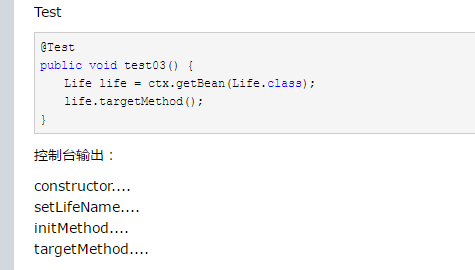 Test
@Test
public void test03() {
Life life = ctx.getBean(Life.class);
life.targetMethod();
}
控制台输出：
constructor....
setLifeName....
initMethod....
targetMethod....